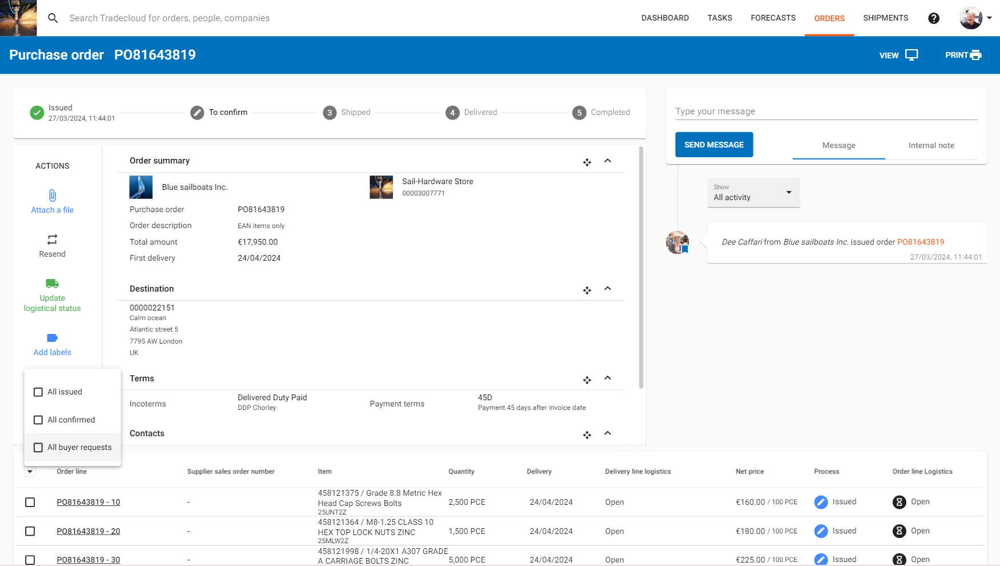 Search Tradecloud for orders, people, companies
DASHBOARD
TASKS
FORECASTS
ORDERS
SHIPMENTS
?
Purchase order PO81643819
VIEW
PRINT
Issued
27/03/2024, 11:44:01
To confirm
3 Shipped
4 Delivered
5 Completed
Type your message
SEND MESSAGE
Message
Internal note
Show
All activity
Dee Caffari from Blue sailboats Inc. issued order PO81643819
27/03/2024, 11:44:01
ACTIONS
Attach a file
Resend
Update
logistical status
Add labels
All issued
All confirmed
All buyer requests
Order summary
Blue sailboats Inc.
Sail-Hardware Store
00003007771
Purchase order PO81643819
Order description EAN items only
Total amount €17,950.00
First delivery 24/04/2024
Destination
0000022151
Calm ocean
Atlantic street 5
7795 AW London
UK
Terms
Incoterms
Delivered Duty Paid
DDP Chorley
Payment terms
45D
Payment 45 days after invoice date
Contacts
Order line Supplier sales order number Item Quantity Delivery Delivery line logistics Net price Process Order line Logistics
PO81643819 - 10
-
458121375 / Grade 8.8 Metric Hex
Head Cap Screws Bolts
25UNT2Z
2,500 PCE
24/04/2024
Open
€160.00 / 100 PCE
Issued
Open
PO81643819 - 20
-
458121364 / M8-1.25 CLASS 10
HEX TOP LOCK NUTS ZINC
25MLW2Z
1,500 PCE
24/04/2024
Open
€180.00 / 100 PCE
Issued
Open
PO81643819 - 30
-
458121998 / 1/4-20X1 A307 GRADE
A CARRIAGE BOLTS ZINC
5,000 PCE
24/04/2024
Open
€225.00 / 100 PCE
Issued
Open